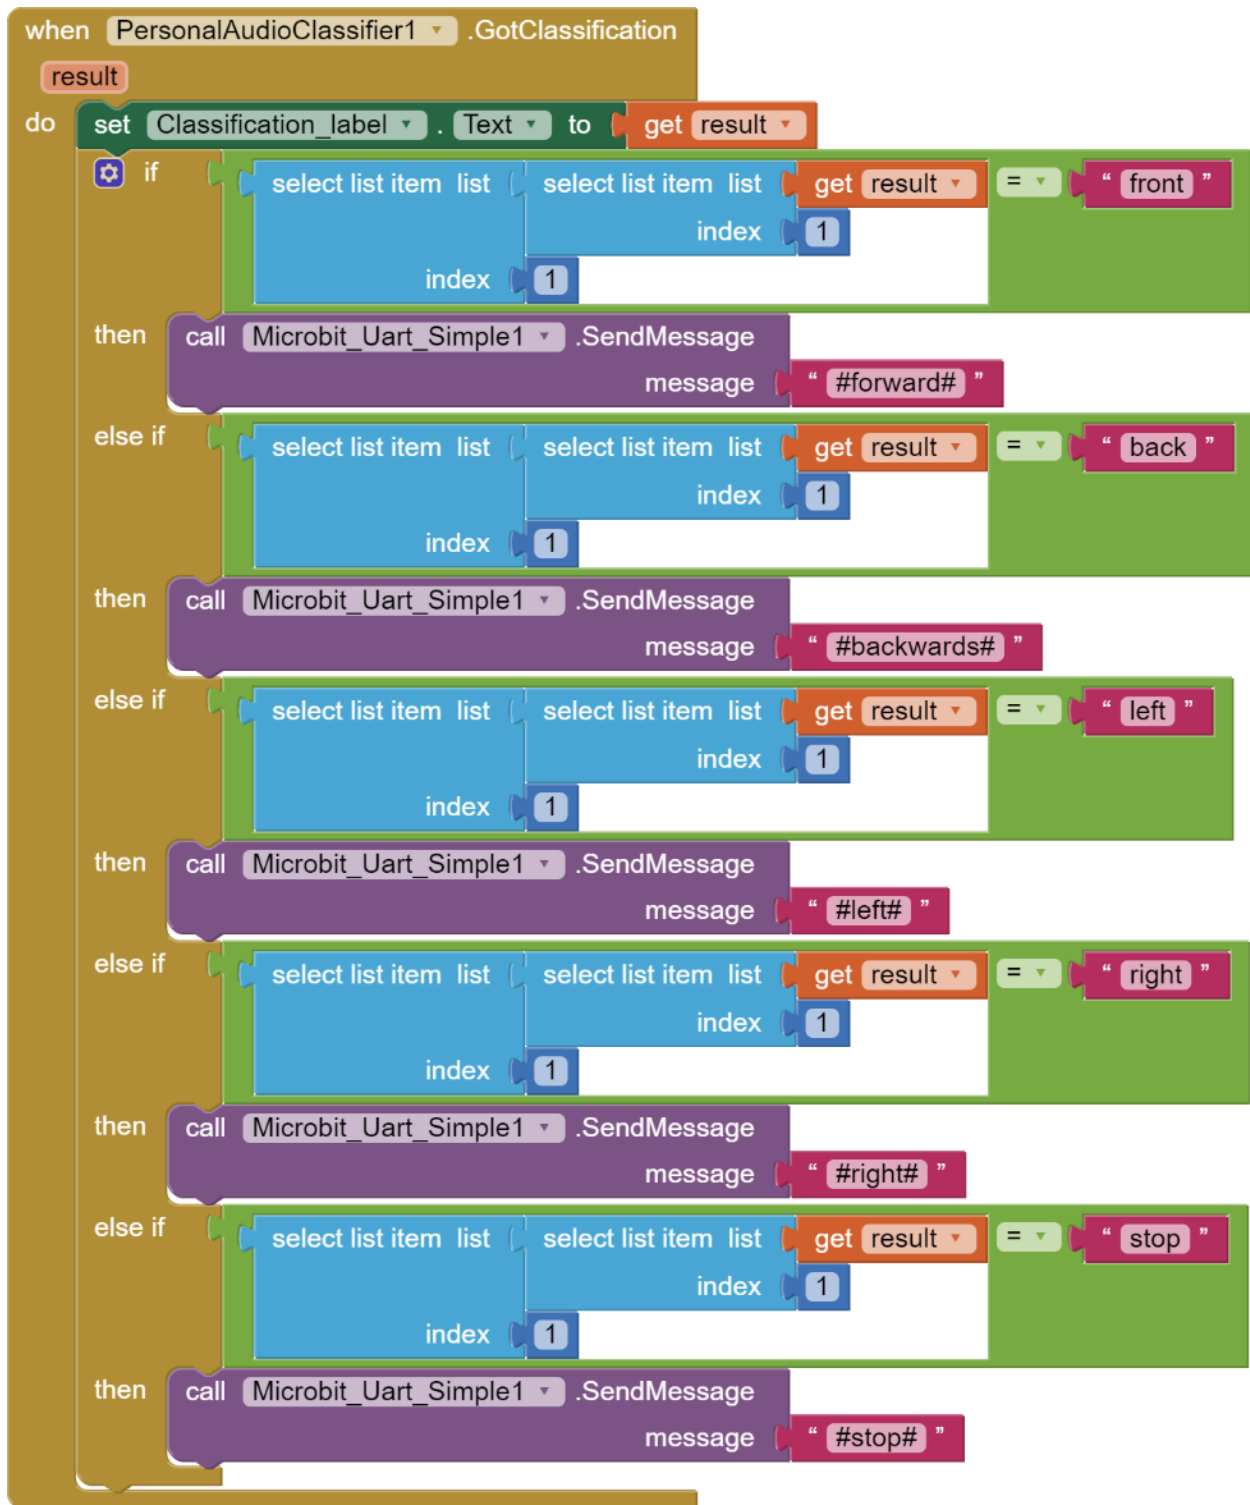 when PersonalAudioClassifier1 .GotClassification
result
do set Classification_label . Text to get result
if select list item list select list item list get result = " front "
index 1
index 1
then call Microbit_Uart_Simple1 .SendMessage
message " #forward# "
else if select list item list select list item list get result = " back "
index 1
index 1
then call Microbit_Uart_Simple1 .SendMessage
message " #backwards# "
else if select list item list select list item list get result = " left "
index 1
index 1
then call Microbit_Uart_Simple1 .SendMessage
message " #left# "
else if select list item list select list item list get result = " right "
index 1
index 1
then call Microbit_Uart_Simple1 .SendMessage
message " #right# "
else if select list item list select list item list get result = " stop "
index 1
index 1
then call Microbit_Uart_Simple1 .SendMessage
message " #stop# "